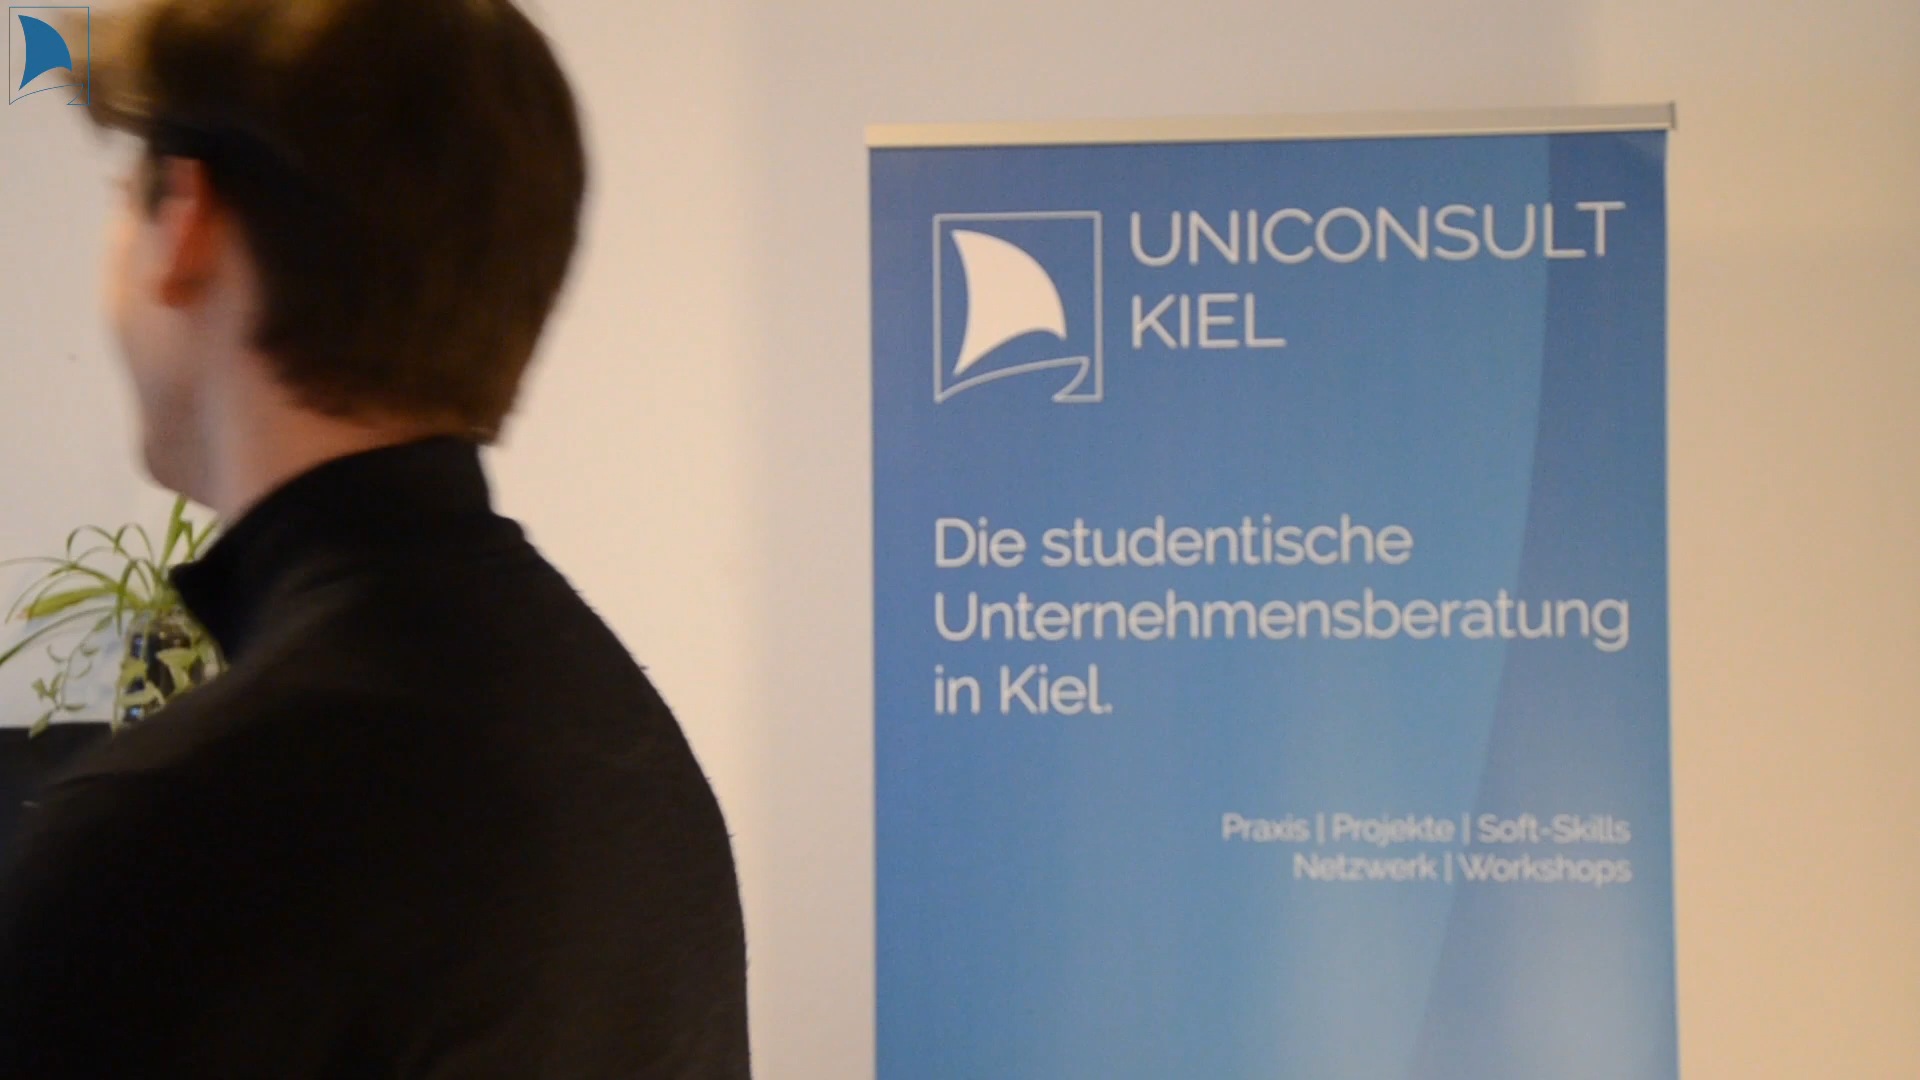 UNICONSULT
KIEL
Die studentische
Unternehmensberatung
in Kiel.
Praxis | Projekte | Soft-Skills
Netzwerk | Workshops